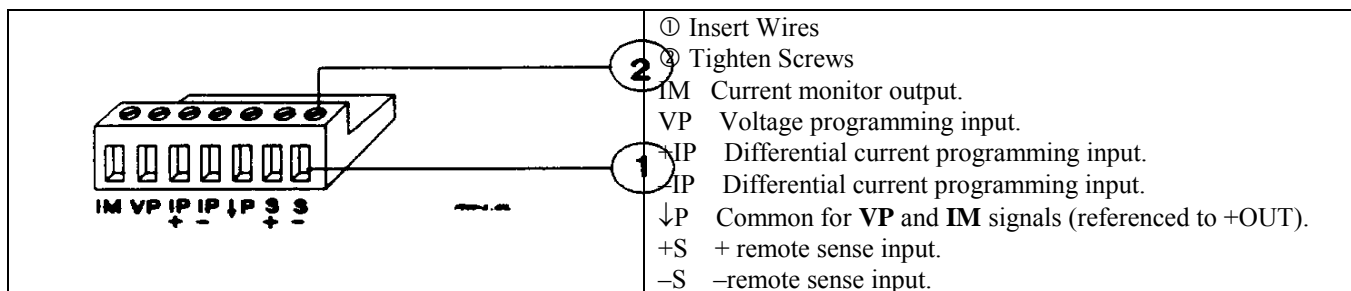 2
1
IM VP IP IP ↓P S S
+ - + -
① Insert Wires
② Tighten Screws
IM Current monitor output.
VP Voltage programming input.
+IP Differential current programming input.
–IP Differential current programming input.
↓P Common for VP and IM signals (referenced to +OUT).
+S + remote sense input.
–S –remote sense input.